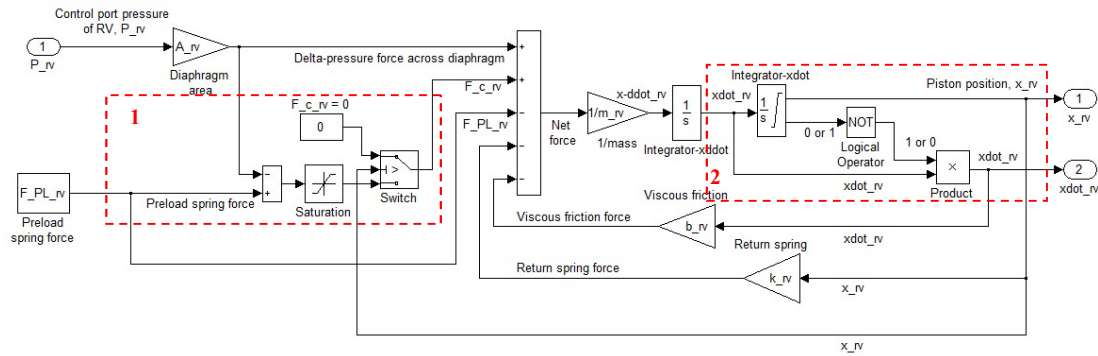 Control port pressure
of RV, P_rv
1
P_rv
A_rv
Diaphragm
area
Delta-pressure force across diaphragm
+
+
−
−
−
F_c_rv
F_PL_rv
1
F_c_rv = 0
0
−
+
>
Saturation
Switch
F_PL_rv
Preload
spring force
Preload spring force
Net
force
1/m_rv
1/mass
x-ddot_rv
1
s
Integrator-xddot
xdot_rv
Integrator-xdot
1
s
0 or 1
NOT
Logical
Operator
1 or 0
×
Product
xdot_rv
xdot_rv
2
Piston position, x_rv
1
x_rv
2
xdot_rv
Viscous friction
Viscous friction force
b_rv
xdot_rv
Return spring
Return spring force
k_rv
x_rv
x_rv